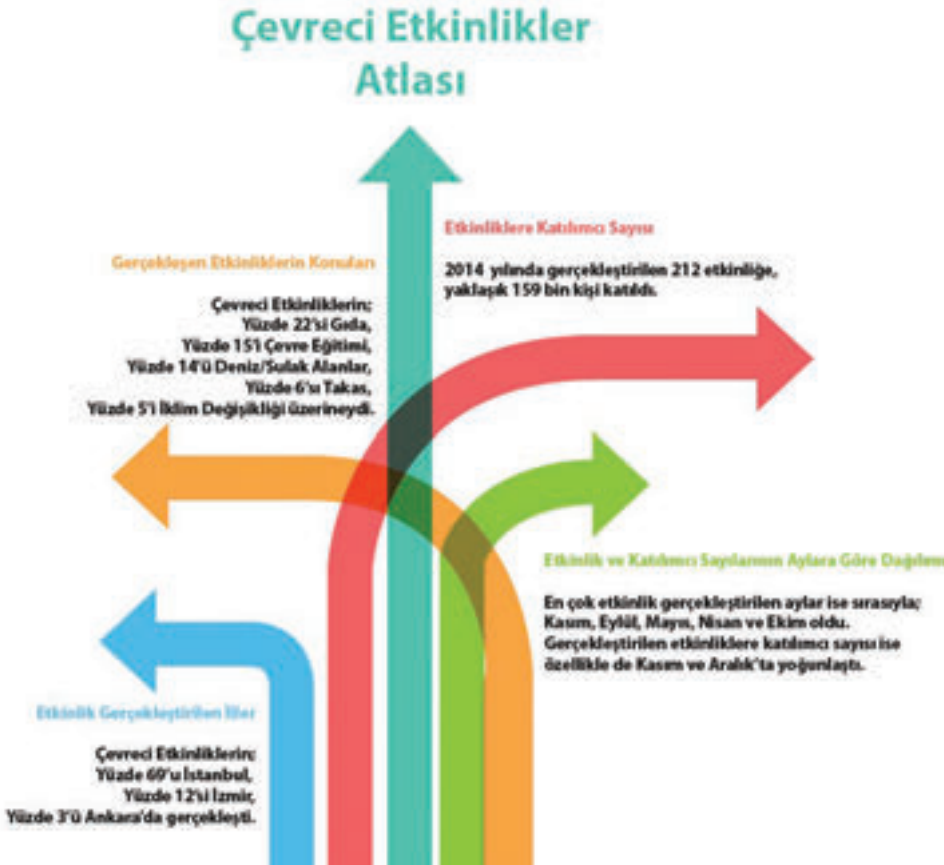 Çevreci Etkinlikler
Atlası
Etkinliklere Katılımcı Sayısı
2014 yılında gerçekleştirilen 212 etkinliğe,
yaklaşık 159 bin kişi katıldı.
Gerçekleşen Etkinliklerin Konuları
Çevreci Etkinliklerin;
Yüzde 22'si Gıda,
Yüzde 15'i Çevre Eğitimi,
Yüzde 14'ü Deniz/Sulak Alanlar,
Yüzde 6'sı Takas,
Yüzde 5'i İklim Değişikliği üzerineydi.
Etkinlik ve Katılımcı Sayılarının Aylara Göre Dağılımı
En çok etkinlik gerçekleştirilen aylar ise sırasıyla;
Kasım, Eylül, Mayıs, Nisan ve Ekim oldu.
Gerçekleştirilen etkinliklere katılımcı sayısı ise
özellikle de Kasım ve Aralık'ta yoğunlaştı.
Etkinlik Gerçekleştirilen İller
Çevreci Etkinliklerin;
Yüzde 69'u İstanbul,
Yüzde 12'si İzmir,
Yüzde 3'ü Ankara'da gerçekleşti.